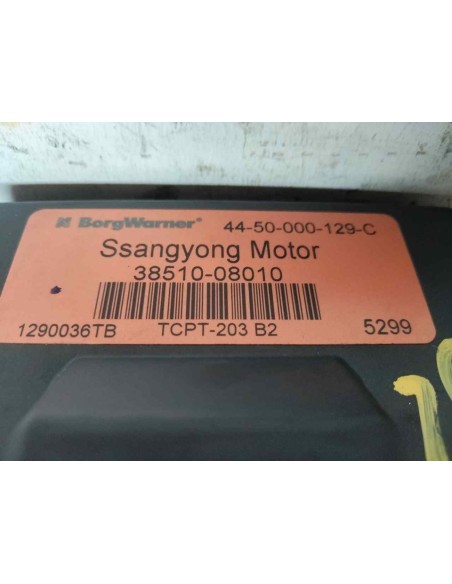 BorgWarner® 44-50-000-129-C
Ssangyong Motor
38510-08010
1290036TB TCPT-203 B2 5299